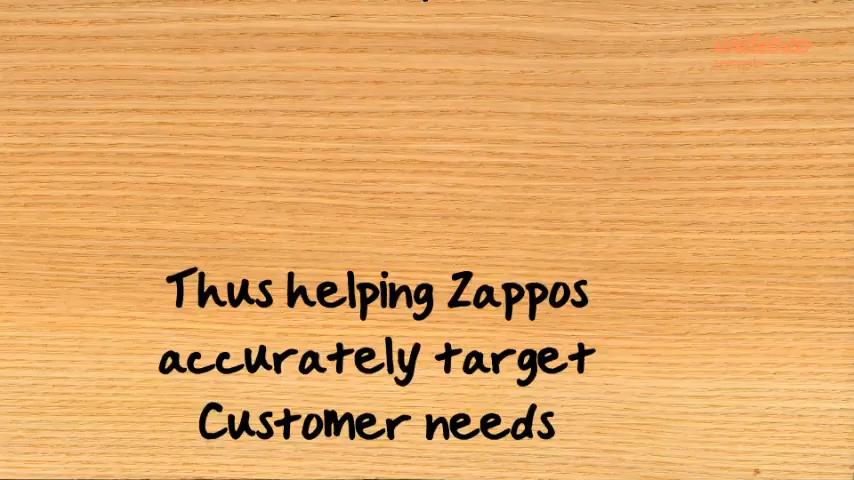 Thus helping Zappos
accurately target
Customer needs